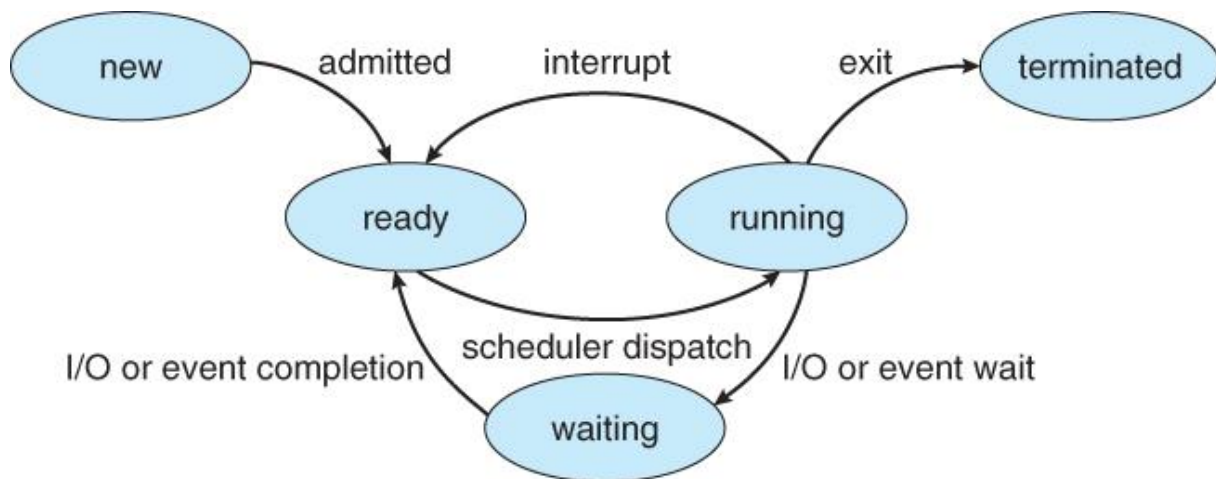 new
admitted
interrupt
exit
terminated
ready
running
scheduler dispatch
I/O or event completion
I/O or event wait
waiting